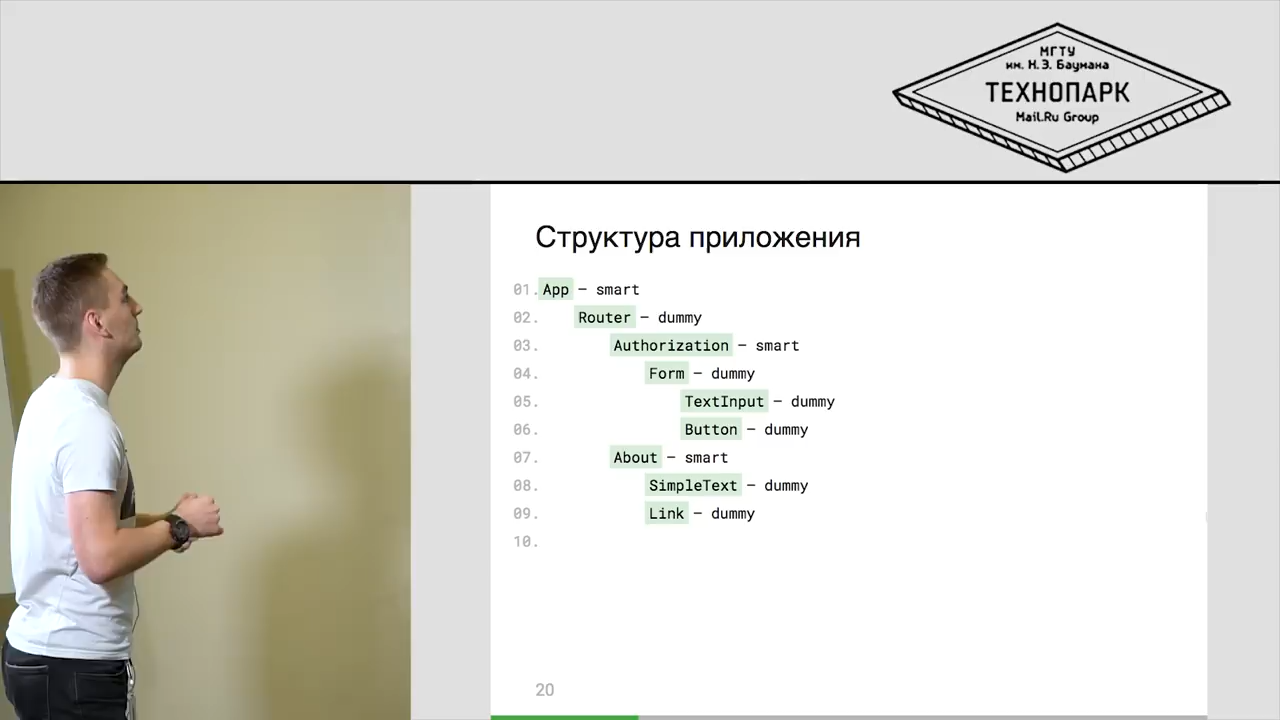 МГТУ
им. Н.Э. Баумана
ТЕХНОПАРК
Mail.Ru Group
Структура приложения
01. App – smart
02. Router – dummy
03. Authorization – smart
04. Form – dummy
05. TextInput – dummy
06. Button – dummy
07. About – smart
08. SimpleText – dummy
09. Link – dummy
10.
20